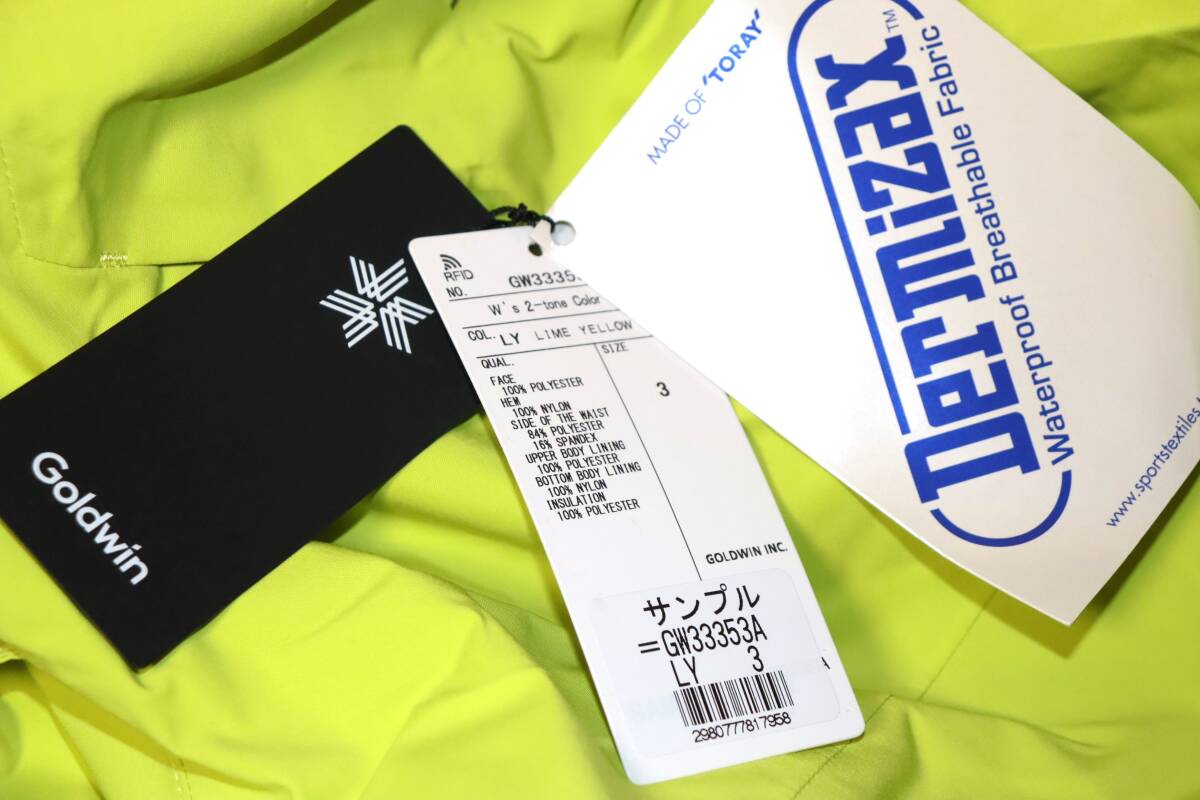 Goldwin
RFID
NO. GW3335
W's 2-tone Color
COL. LY LIME YELLOW
QUAL.
SIZE
3
FACE
100% POLYESTER
HEM
100% NYLON
SIDE OF THE WAIST
84% POLYESTER
16% SPANDEX
UPPER BODY LINING
100% POLYESTER
BOTTOM BODY LINING
100% NYLON
INSULATION
100% POLYESTER
GOLDWIN INC.
サンプル
=GW33353A
LY 3
2980777817958
MADE OF 'TORAY'
Dermizax™
Waterproof Breathable Fabric
www.sportstextiles.